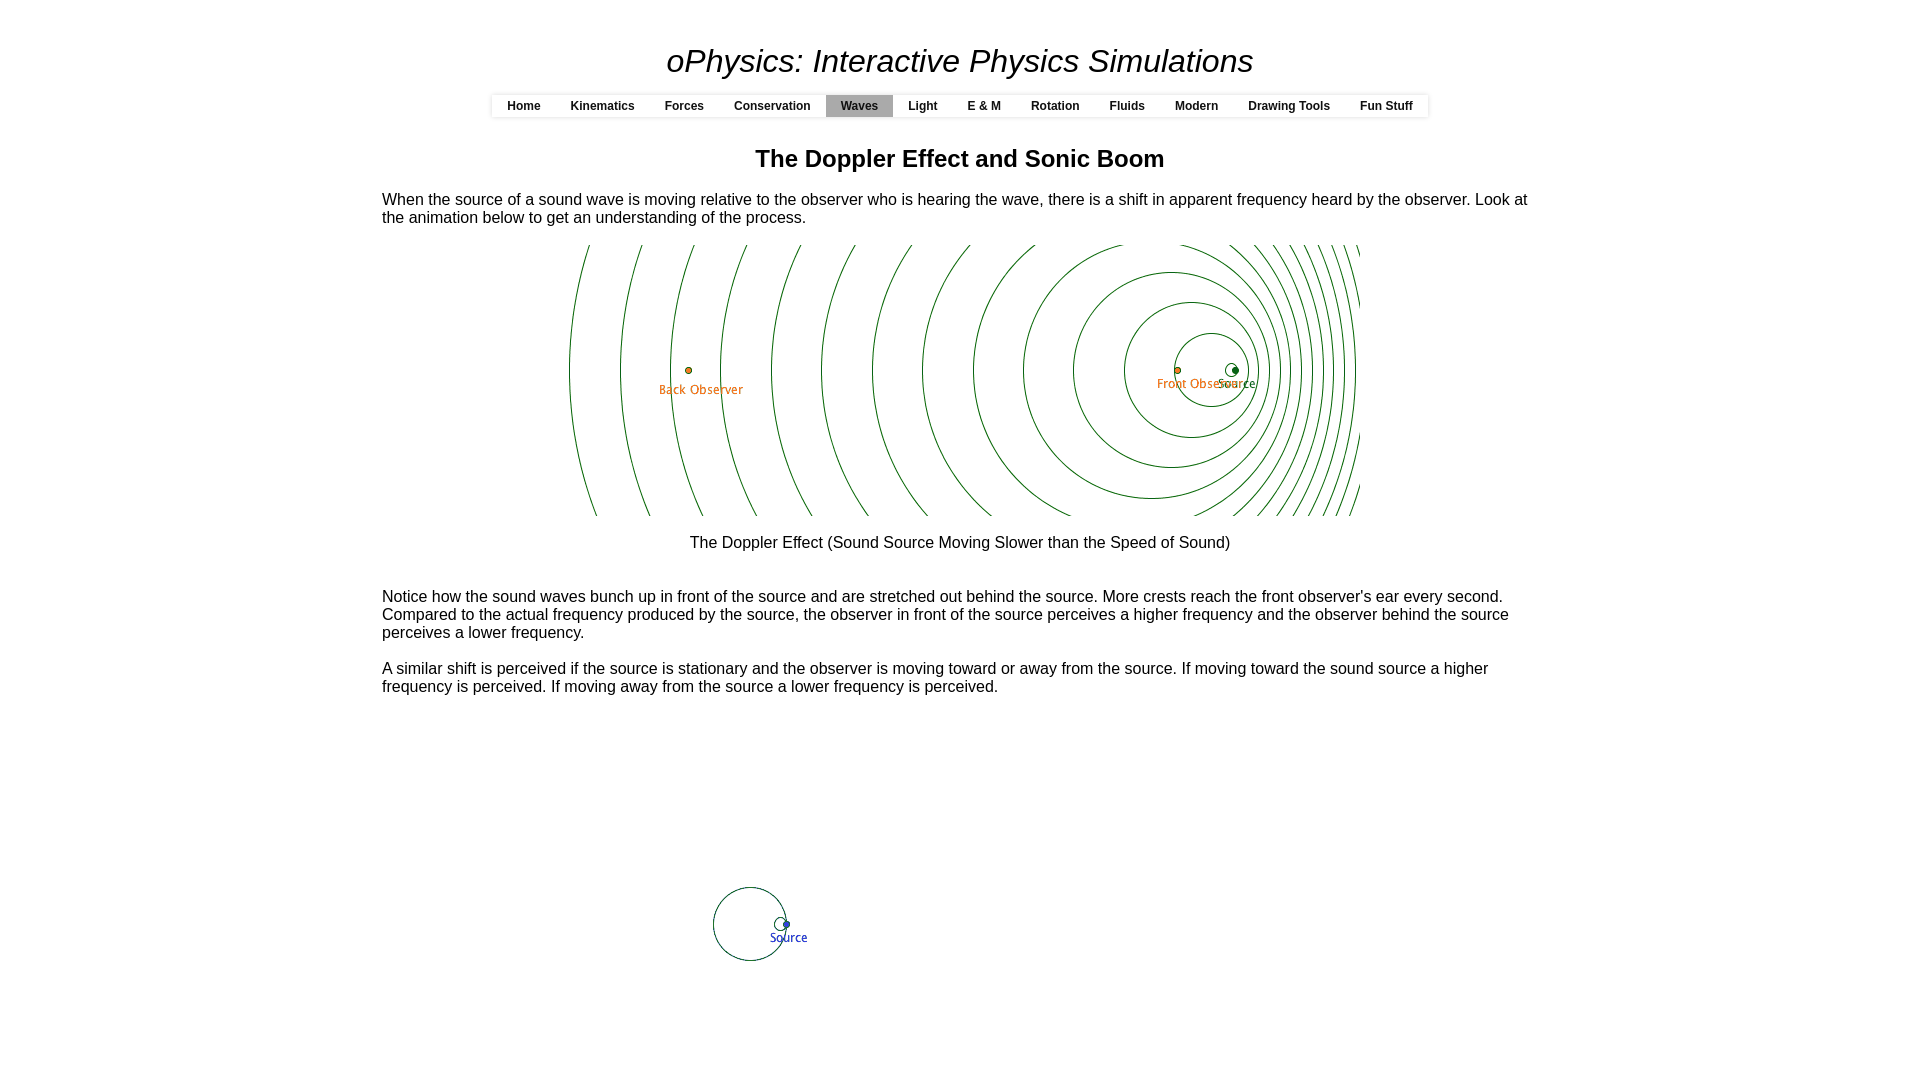 oPhysics: Interactive Physics Simulations
Home Kinematics Forces Conservation Waves Light E & M Rotation Fluids Modern Drawing Tools Fun Stuff
The Doppler Effect and Sonic Boom
When the source of a sound wave is moving relative to the observer who is hearing the wave, there is a shift in apparent frequency heard by the observer. Look at
the animation below to get an understanding of the process.
Back Observer
Front Observer
Source
The Doppler Effect (Sound Source Moving Slower than the Speed of Sound)
Notice how the sound waves bunch up in front of the source and are stretched out behind the source. More crests reach the front observer's ear every second.
Compared to the actual frequency produced by the source, the observer in front of the source perceives a higher frequency and the observer behind the source
perceives a lower frequency.
A similar shift is perceived if the source is stationary and the observer is moving toward or away from the source. If moving toward the sound source a higher
frequency is perceived. If moving away from the source a lower frequency is perceived.
Source